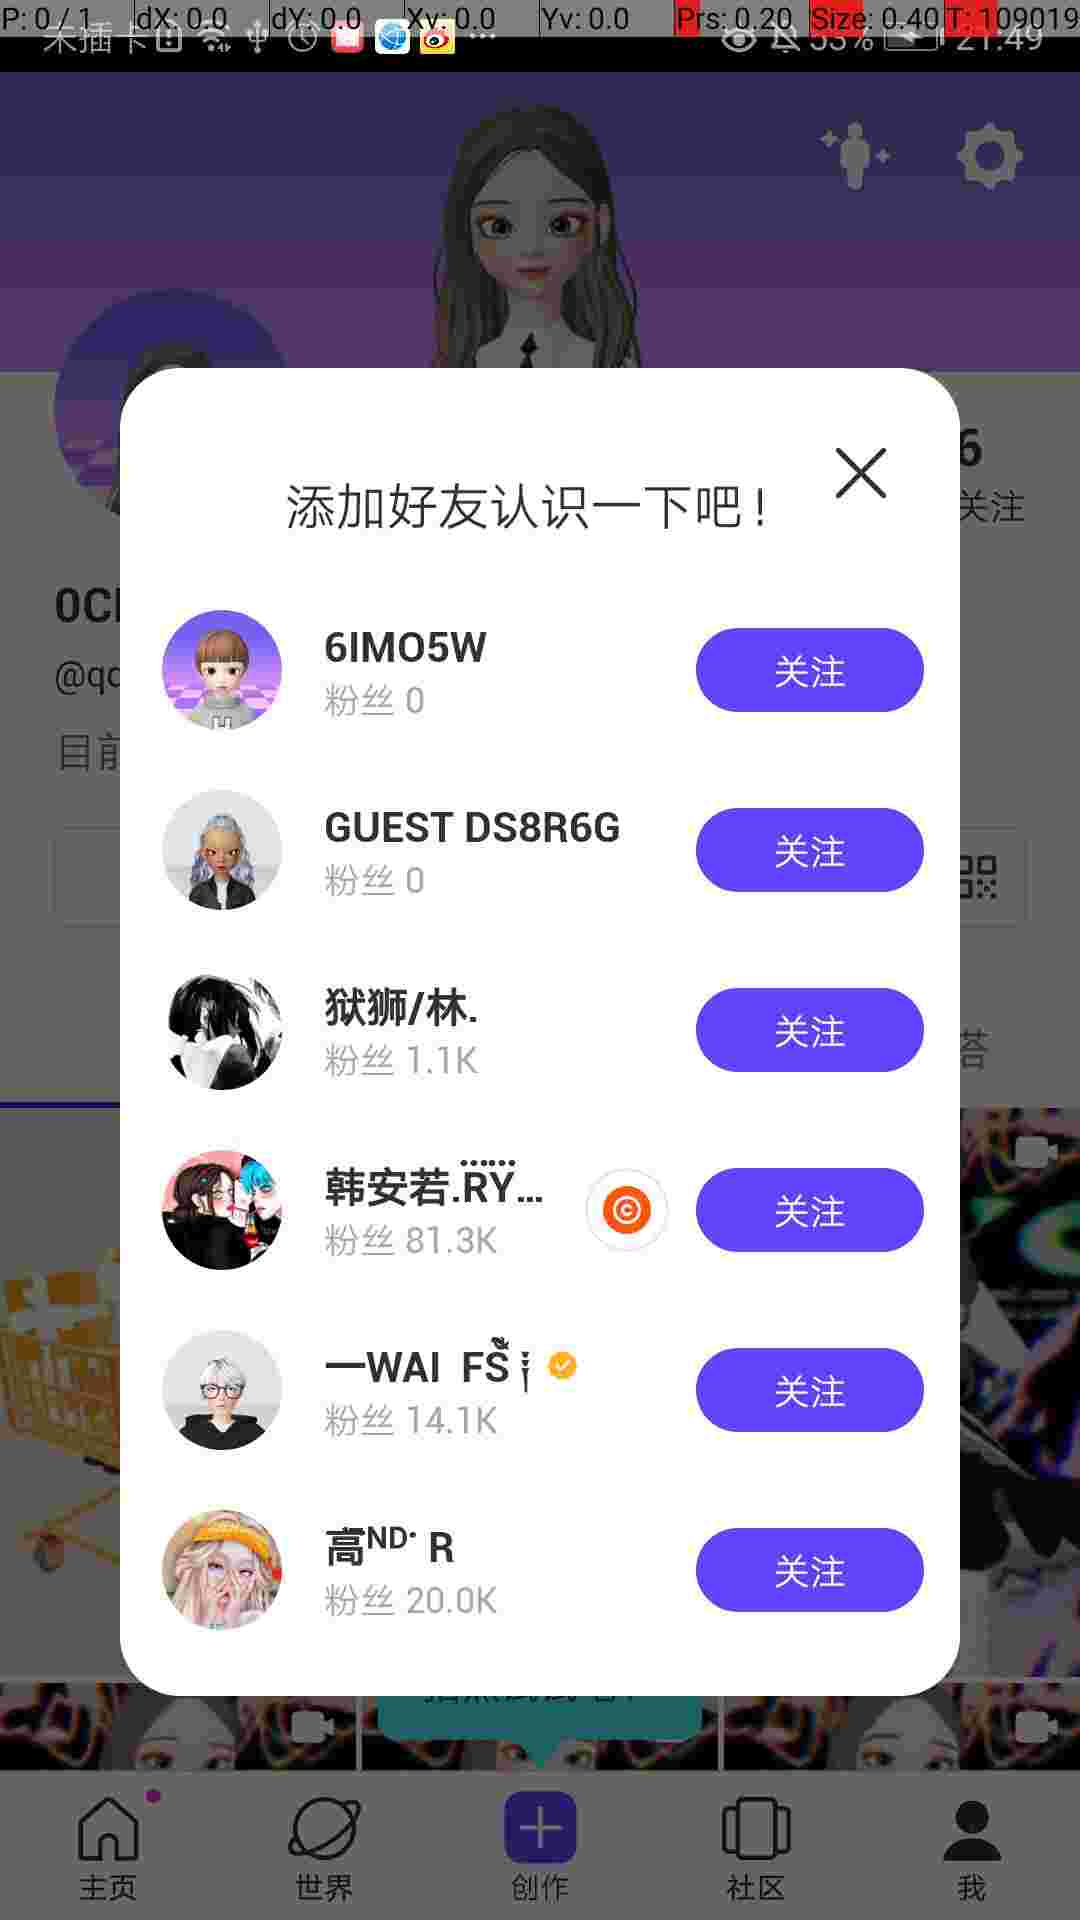 P: 0 / 1 dX: 0.0 dY: 0.0 Xv: 0.0 Yv: 0.0 Prs: 0.20 Size: 0.40 T: 109019
未插卡 53% 21:49
6
关注
添加好友认识一下吧！
@qc
目前
6IMO5W
粉丝 0
关注
GUEST DS8R6G
粉丝 0
关注
狱狮/林.
粉丝 1.1K
关注
答
韩安若.RY...
粉丝 81.3K
关注
一WAI FS
粉丝 14.1K
关注
高ᴺᴰ· R
粉丝 20.0K
关注
主页 世界 创作 社区 我